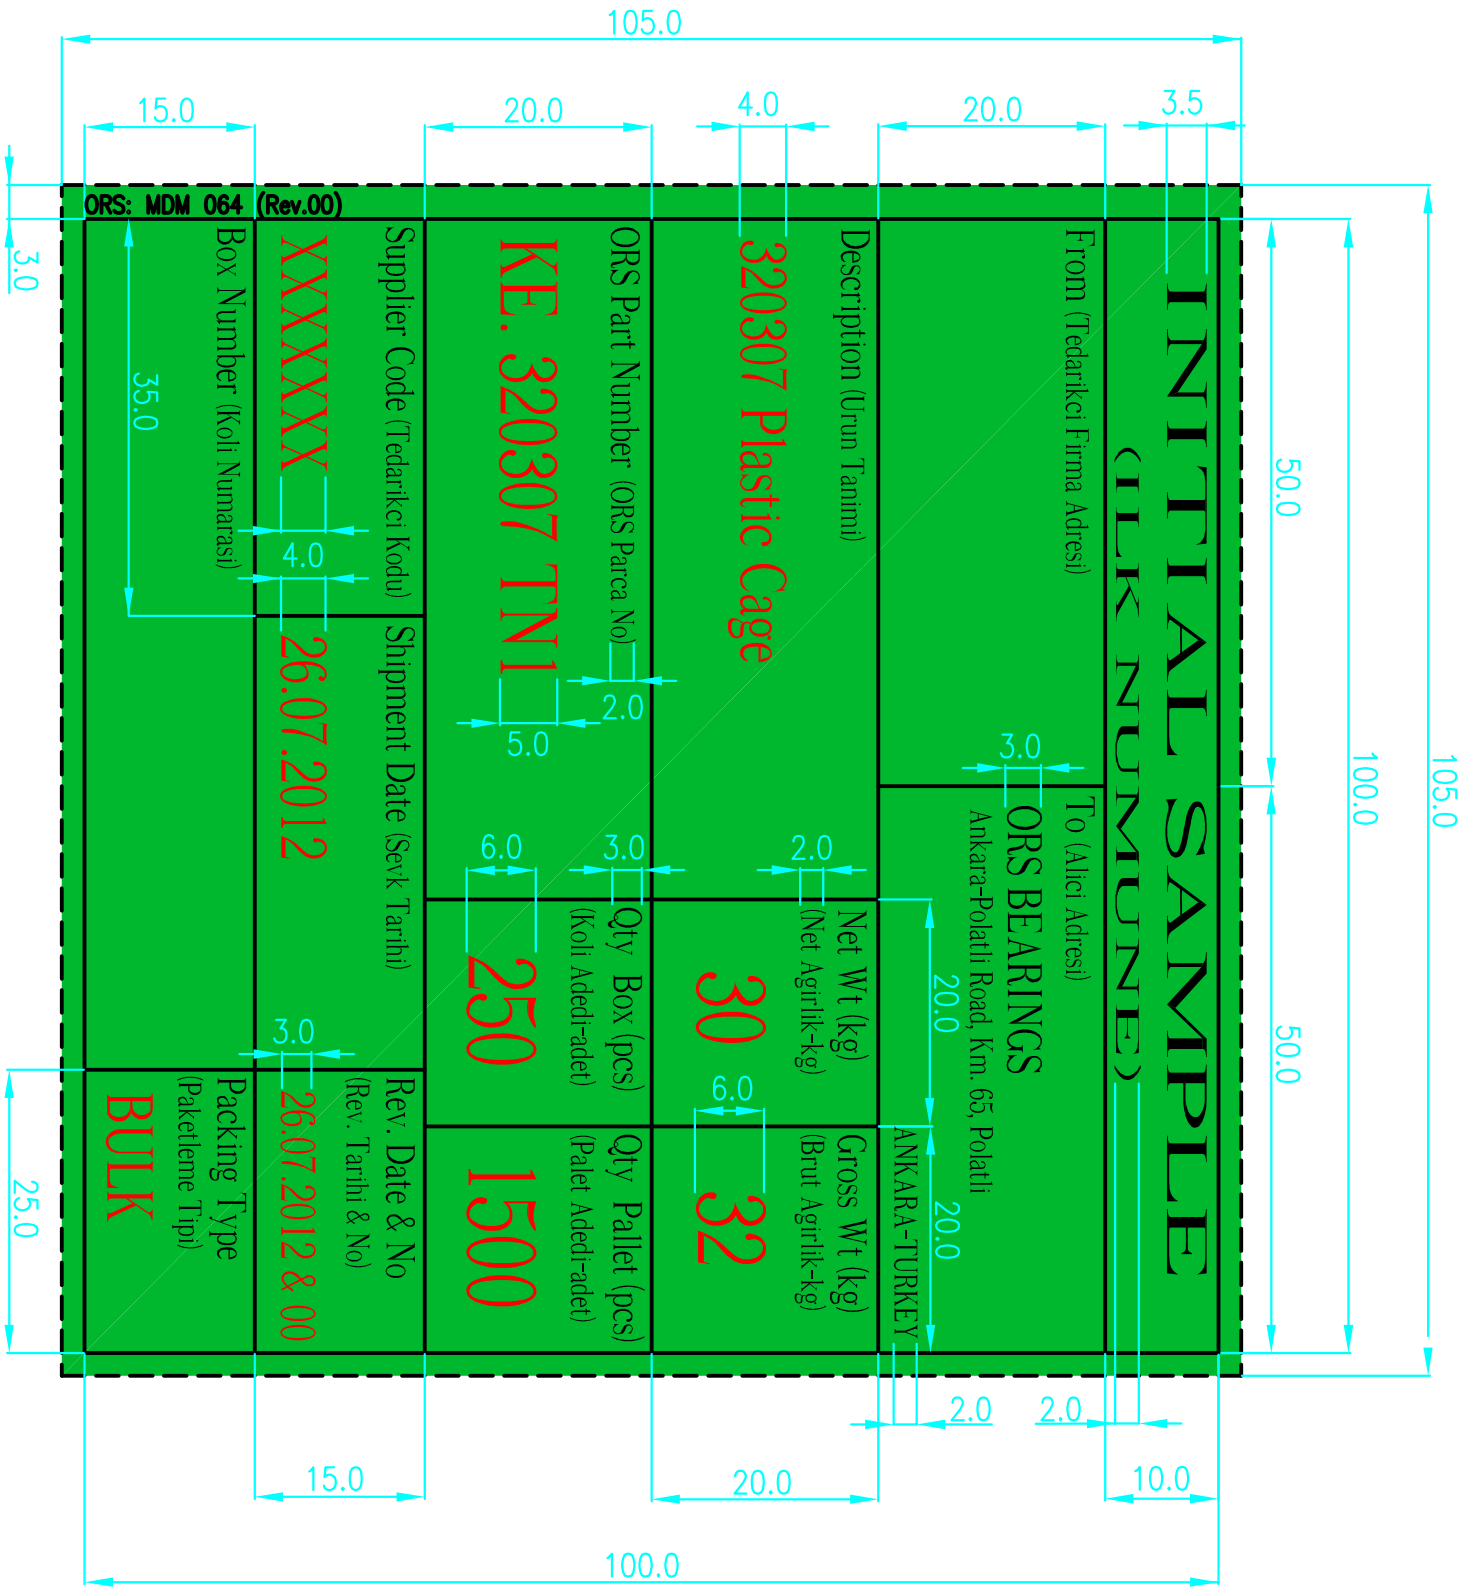 INITIAL SAMPLE
(ILK NUMUNE)
From (Tedarikci Firma Adresi)
To (Alici Adresi)
ORS BEARINGS
Ankara-Polatli Road, Km. 65, Polatli
ANKARA-TURKEY
Description (Urun Tanimi)
320307 Plastic Cage
Net Wt (kg)
(Net Agirlik-kg)
30
Gross Wt (kg)
(Brut Agirlik-kg)
32
ORS Part Number (ORS Parca No)
KE. 320307 TN1
Qty Box (pcs)
(Koli Adedi-adet)
250
Qty Pallet (pcs)
(Palet Adedi-adet)
1500
Supplier Code (Tedarikci Kodu)
XXXXXXX
Shipment Date (Sevk Tarihi)
26.07.2012
Rev. Date & No
(Rev. Tarihi & No)
26.07.2012 & 00
Box Number (Koli Numarasi)
Packing Type
(Paketleme Tipi)
BULK
ORS: MDM 064 (Rev.00)
105.0
15.0
20.0
4.0
20.0
3.5
3.0
35.0
4.0
2.0
5.0
50.0
100.0
105.0
3.0
6.0
3.0
2.0
20.0
50.0
3.0
6.0
20.0
25.0
2.0
2.0
15.0
20.0
10.0
100.0